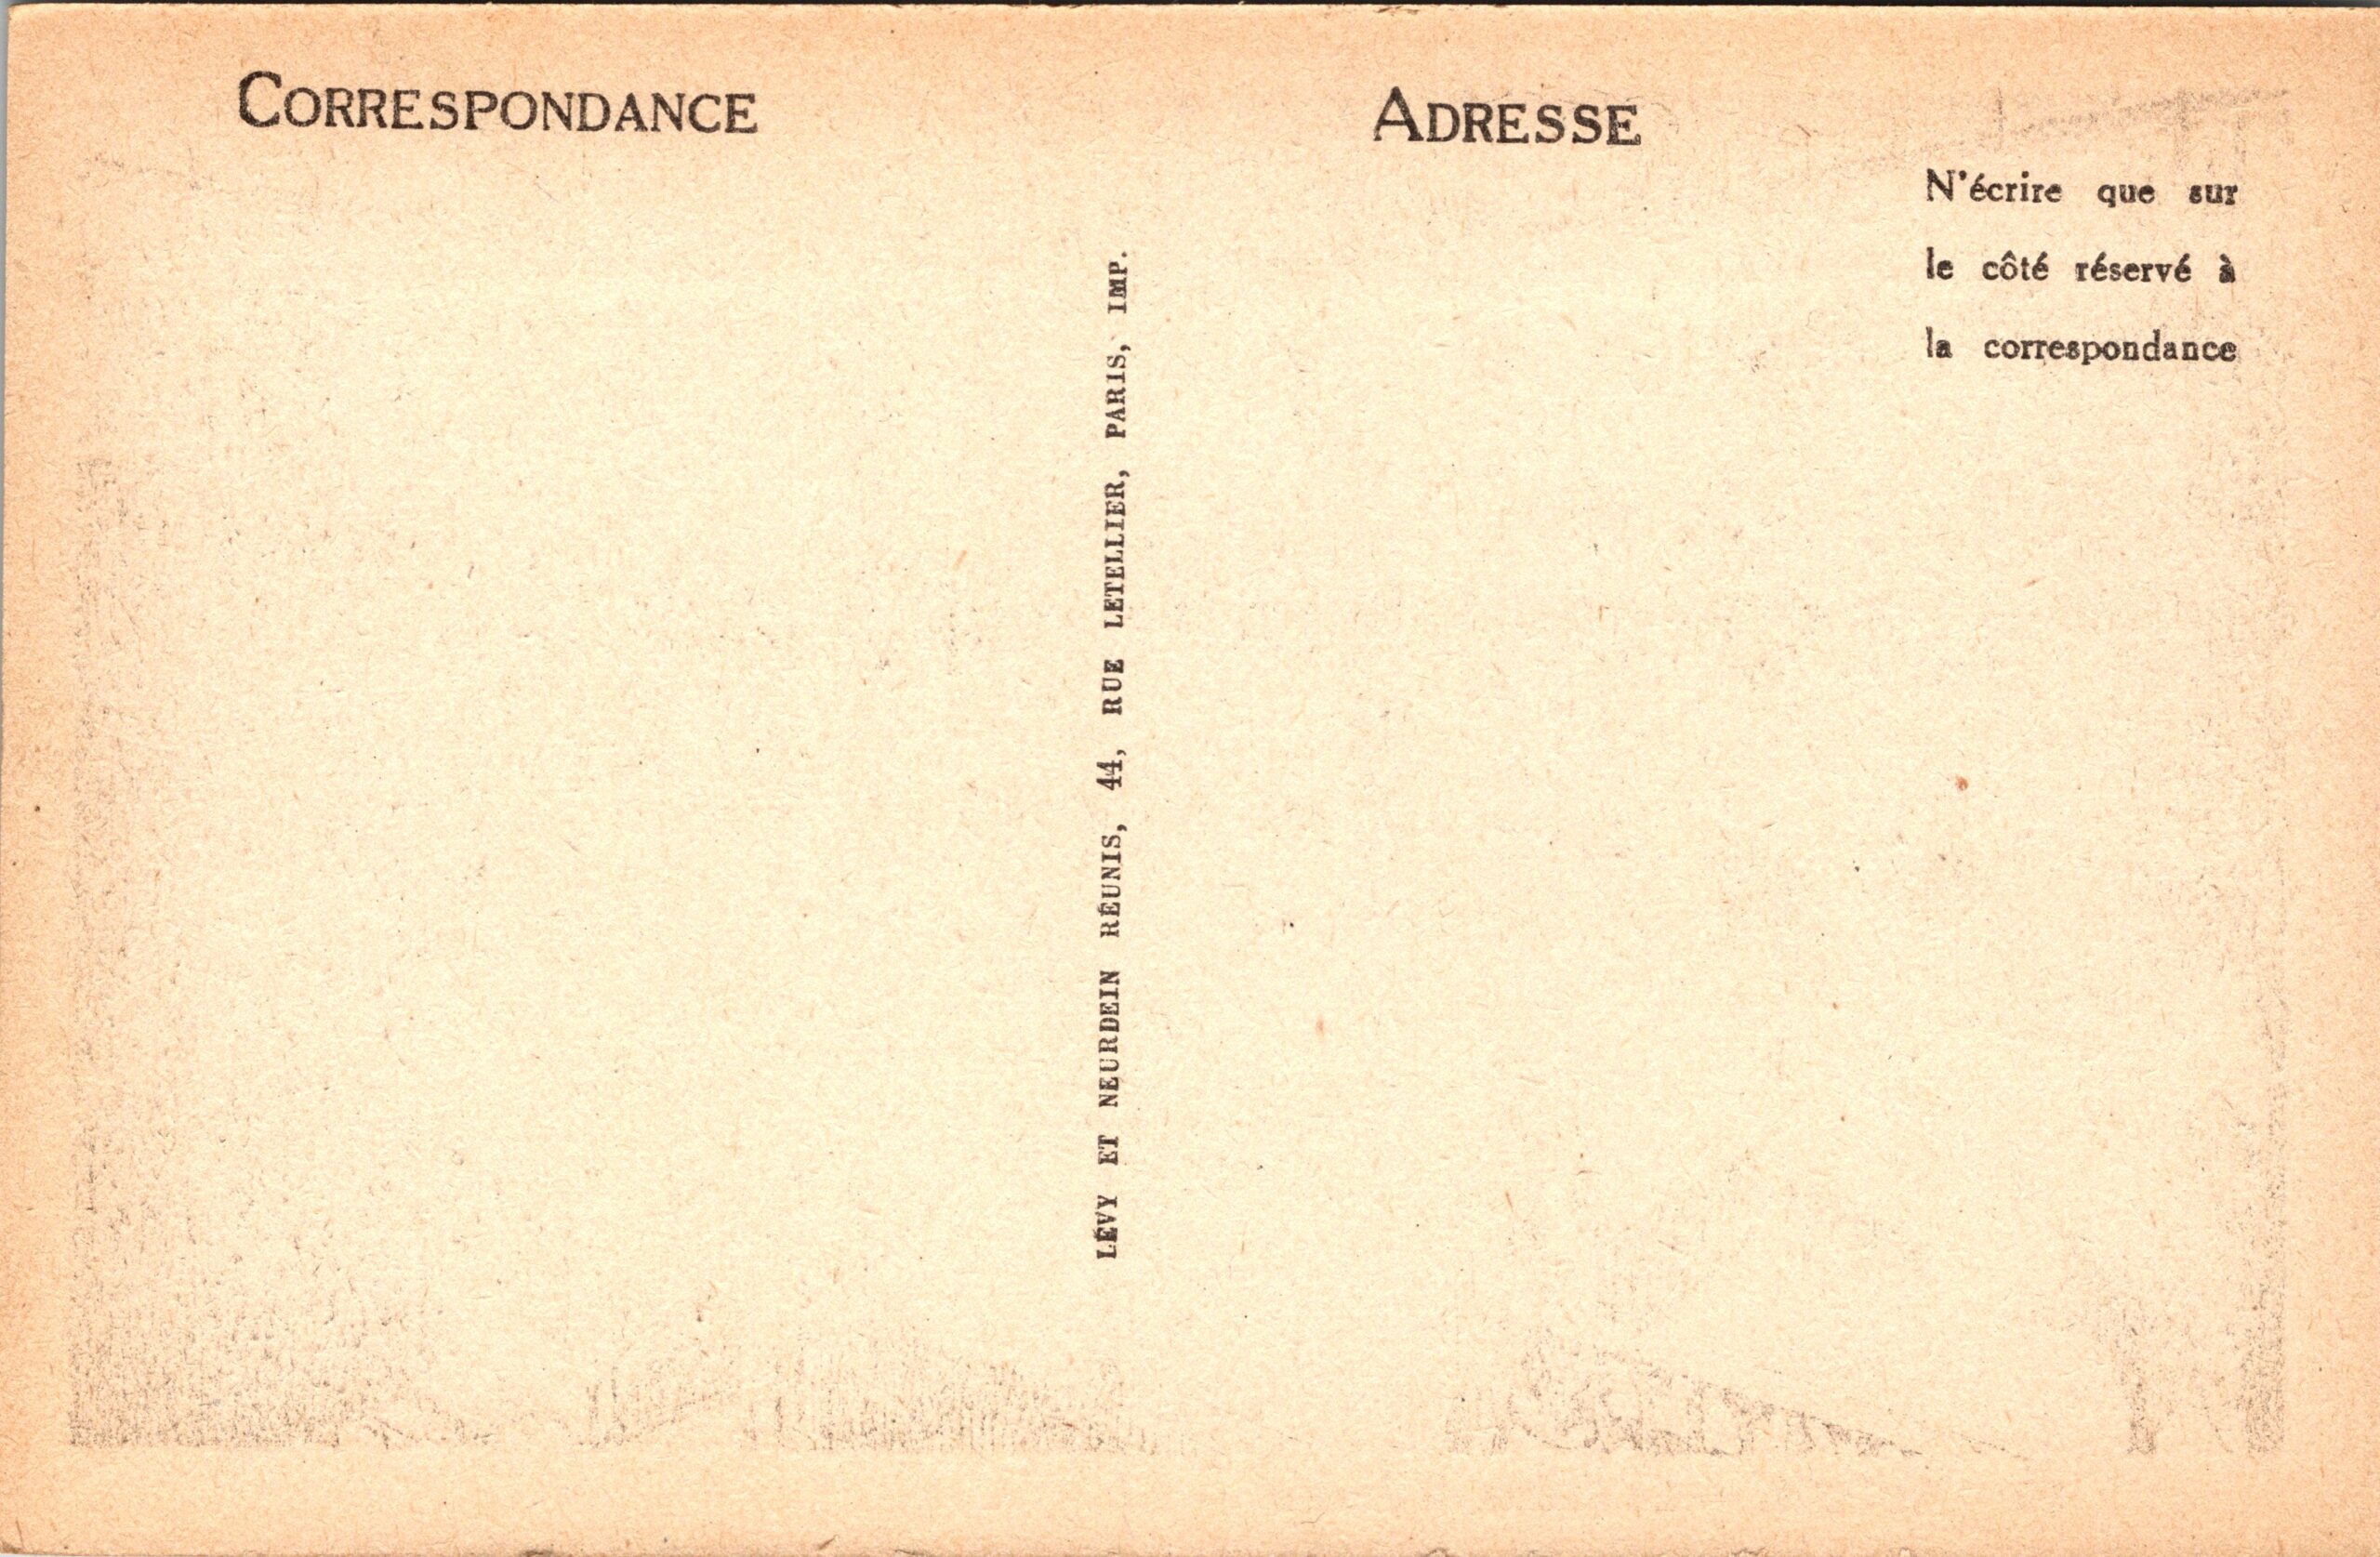 CORRESPONDANCE
ADRESSE
N'écrire que sur
le côté réservé à
la correspondance
LÉVY ET NEURDEIN RÉUNIS, 44, RUE LETELLIER, PARIS, IMP.